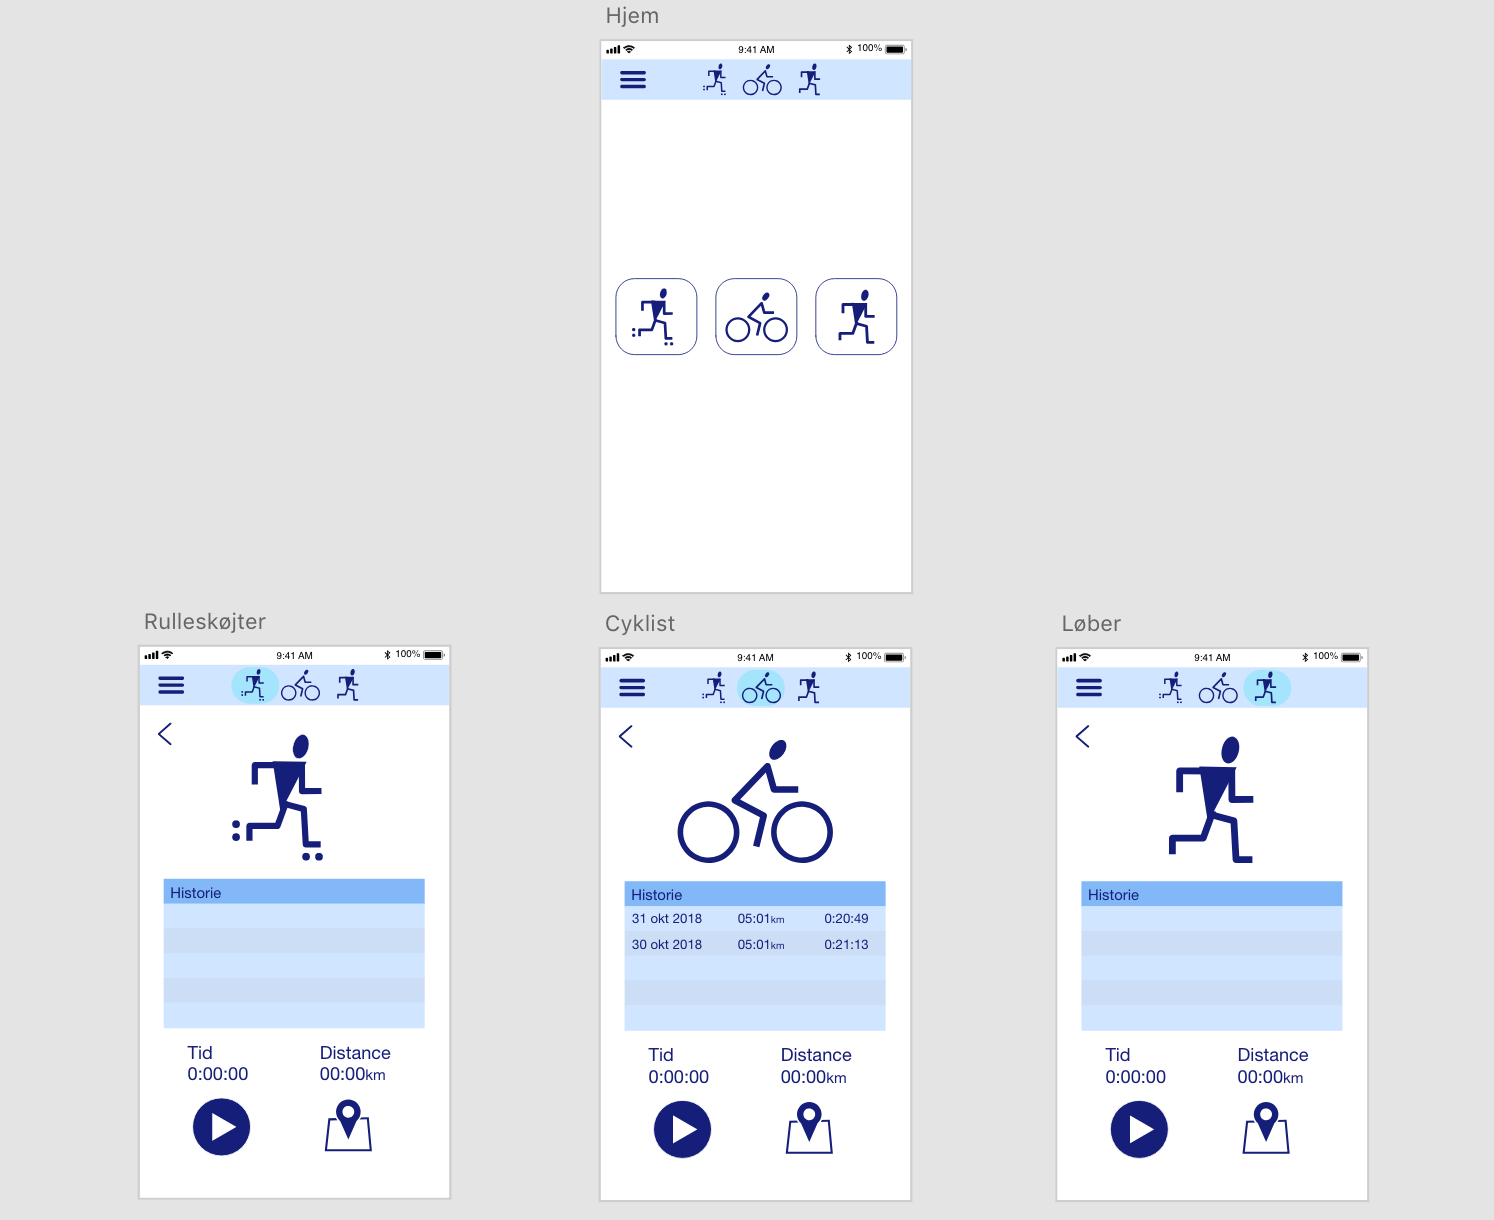 Hjem
9:41 AM 100%
Rulleskøjter
9:41 AM 100%
Historie
Tid Distance
0:00:00 00:00km
Cyklist
9:41 AM 100%
Historie
31 okt 2018 05:01km 0:20:49
30 okt 2018 05:01km 0:21:13
Tid Distance
0:00:00 00:00km
Løber
9:41 AM 100%
Historie
Tid Distance
0:00:00 00:00km